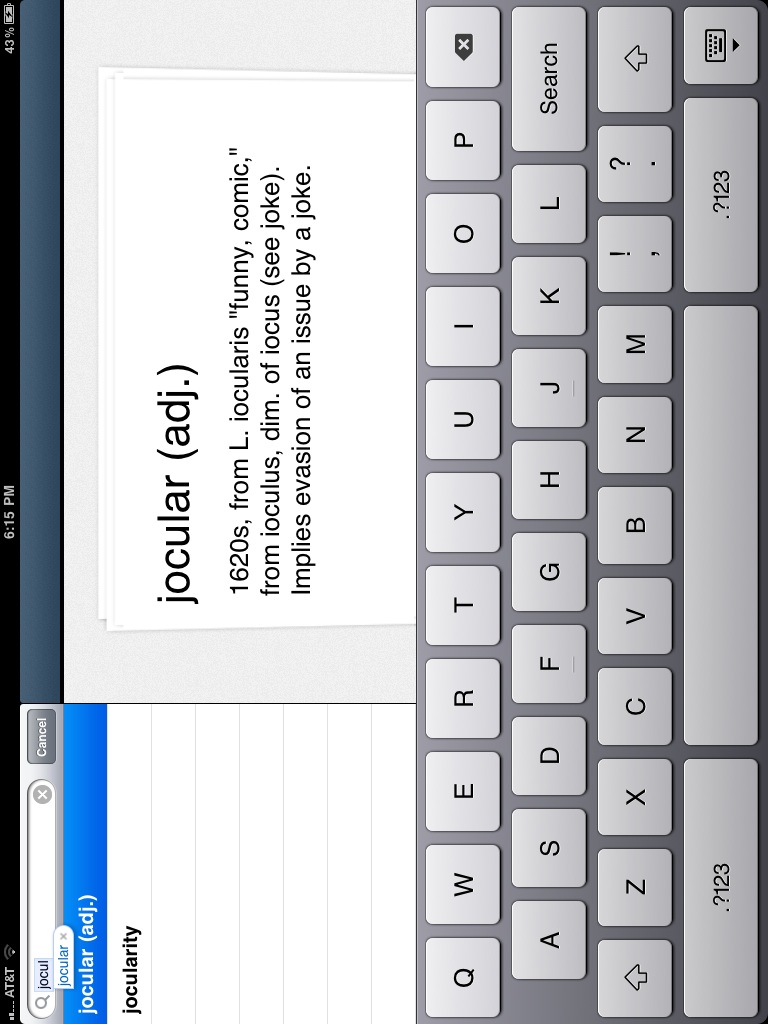 AT&T
6:15 PM
43%
jocul
Cancel
jocular ×
jocular (adj.)
jocularity
jocular (adj.)
1620s, from L. iocularis "funny, comic,"
from ioculus, dim. of iocus (see joke).
Implies evasion of an issue by a joke.
Q W E R T Y U I O P
A S D F G H J K L Search
Z X C V B N M ! , ? .
.?123 .?123